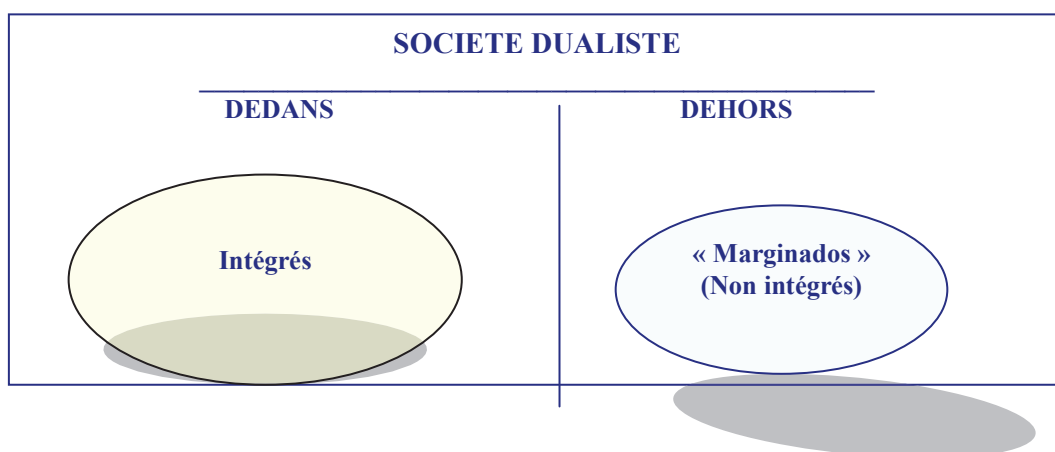 SOCIETE DUALISTE
DEDANS
DEHORS
Intégrés
« Marginados »
(Non intégrés)